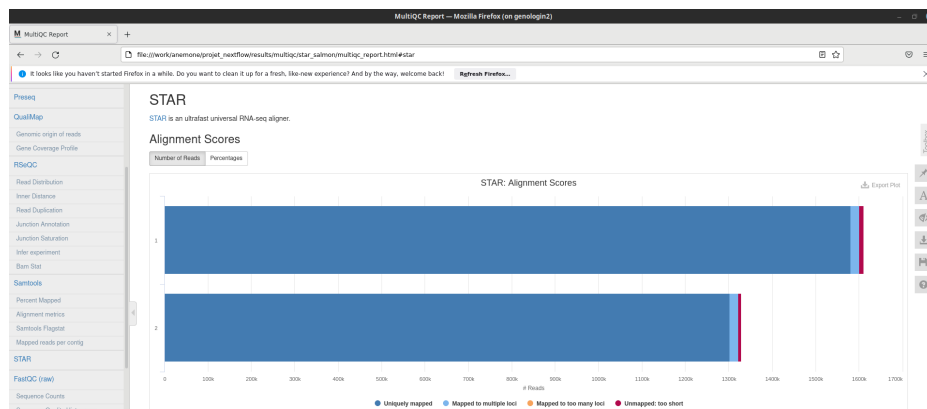 MultiQC Report — Mozilla Firefox (on genologin2)
MultiQC Report
file:///work/anemone/projet_nextflow/results/multiqc/star_salmon/multiqc_report.html#star
It looks like you haven't started Firefox in a while. Do you want to clean it up for a fresh, like-new experience? And by the way, welcome back! Refresh Firefox...
Preseq
QualiMap
Genomic origin of reads
Gene Coverage Profile
RSeQC
Read Distribution
Inner Distance
Read Duplication
Junction Annotation
Junction Saturation
Infer experiment
Bam Stat
Samtools
Percent Mapped
Alignment metrics
Samtools Flagstat
Mapped reads per contig
STAR
FastQC (raw)
Sequence Counts
STAR
STAR is an ultrafast universal RNA-seq aligner.
Alignment Scores
Number of Reads Percentages
STAR: Alignment Scores
Export Plot
1
2
0 100k 200k 300k 400k 500k 600k 700k 800k 900k 1000k 1100k 1200k 1300k 1400k 1500k 1600k 1700k
# Reads
Uniquely mapped Mapped to multiple loci Mapped to too many loci Unmapped: too short